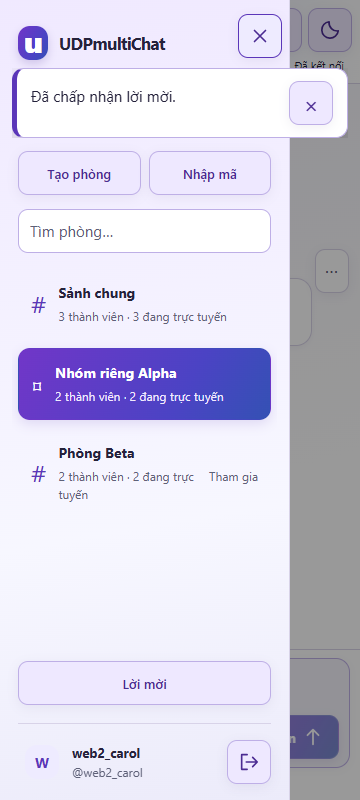 u UDPmultiChat
Đã kết nối
Đã chấp nhận lời mời.
Tạo phòng
Nhập mã
Tìm phòng...
# Sảnh chung
3 thành viên · 3 đang trực tuyến
¤ Nhóm riêng Alpha
2 thành viên · 2 đang trực tuyến
# Phòng Beta
2 thành viên · 2 đang trực tuyến
Tham gia
Lời mời
W web2_carol
@web2_carol